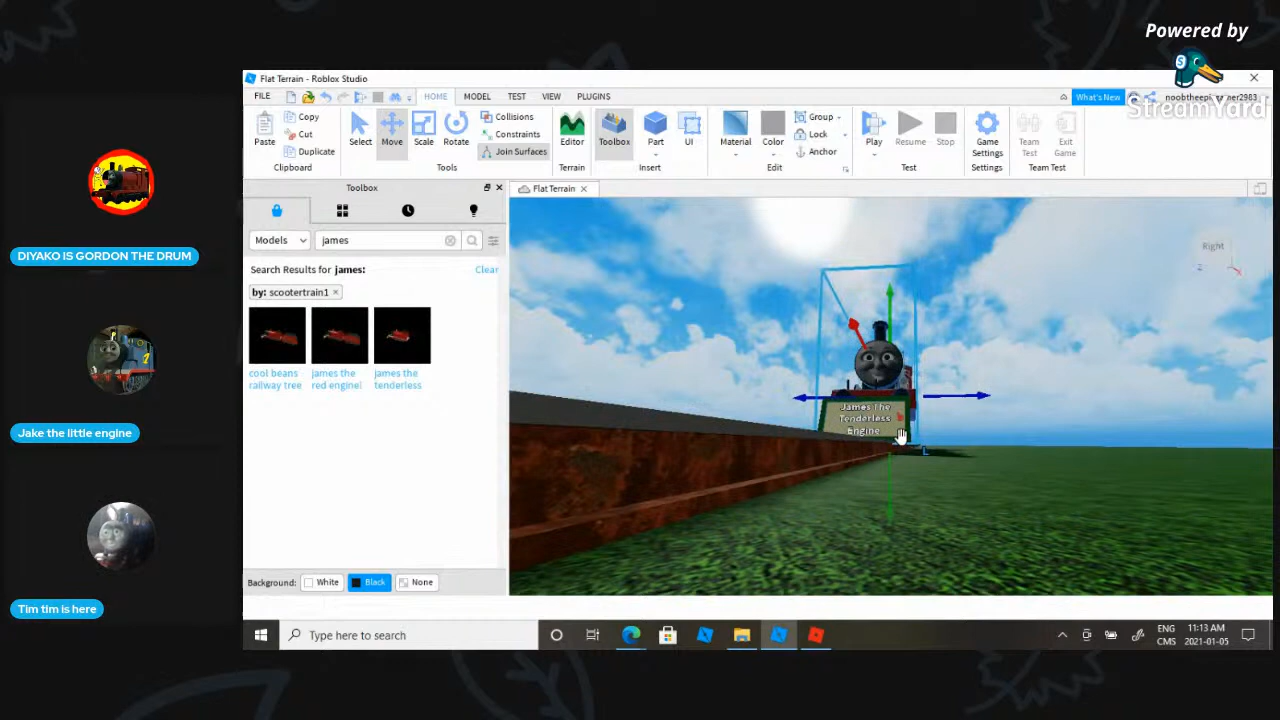 Powered by
S
StreamYard
DIYAKO IS GORDON THE DRUM
Jake the little engine
Tim tim is here
Flat Terrain - Roblox Studio
FILE
HOME
MODEL
TEST
VIEW
PLUGINS
What's New
Paste
Copy
Cut
Duplicate
Clipboard
Select
Move
Scale
Rotate
Tools
Collisions
Constraints
Join Surfaces
Editor
Terrain
Toolbox
Part
UI
Insert
Material
Color
Group
Lock
Anchor
Edit
Play
Resume
Stop
Test
Game
Settings
Settings
Team
Test
Exit
Game
Team Test
Toolbox
Models
james
Search Results for james:
Clear
by: scootertrain1
cool beans
railway tree
james the
red engine!
james the
tenderless
Background:
White
Black
None
Flat Terrain
Right
James The
Tenderless
Engine
Type here to search
ENG
CMS
11:13 AM
2021-01-05